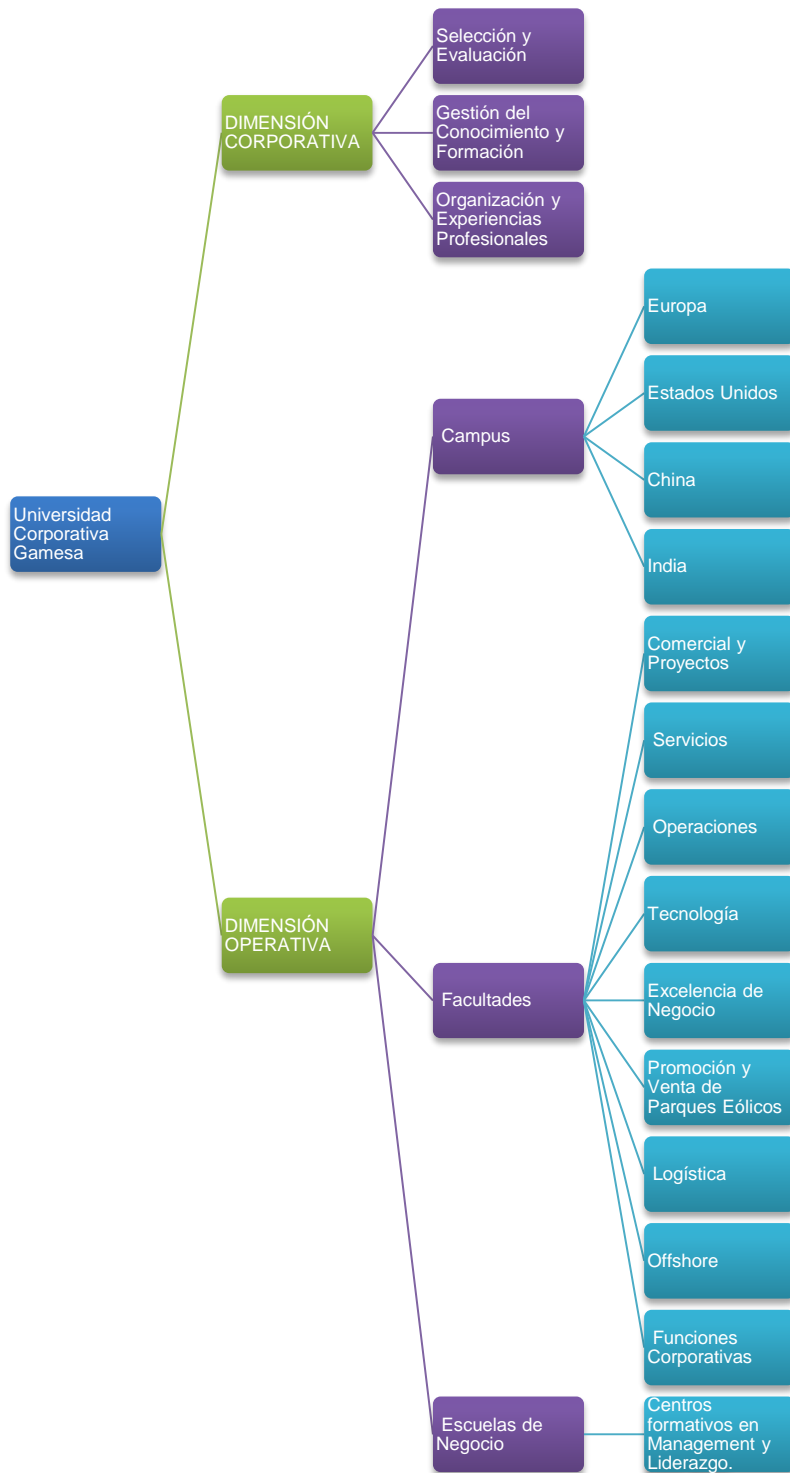 Selección y
Evaluación
DIMENSIÓN
CORPORATIVA
Gestión del
Conocimiento y
Formación
Organización y
Experiencias
Profesionales
Europa
Estados Unidos
Campus
China
Universidad
Corporativa
Gamesa
India
Comercial y
Proyectos
Servicios
Operaciones
Tecnología
DIMENSIÓN
OPERATIVA
Facultades
Excelencia de
Negocio
Promoción y
Venta de
Parques Eólicos
Logística
Offshore
Funciones
Corporativas
Escuelas de
Negocio
Centros
formativos en
Management y
Liderazgo.